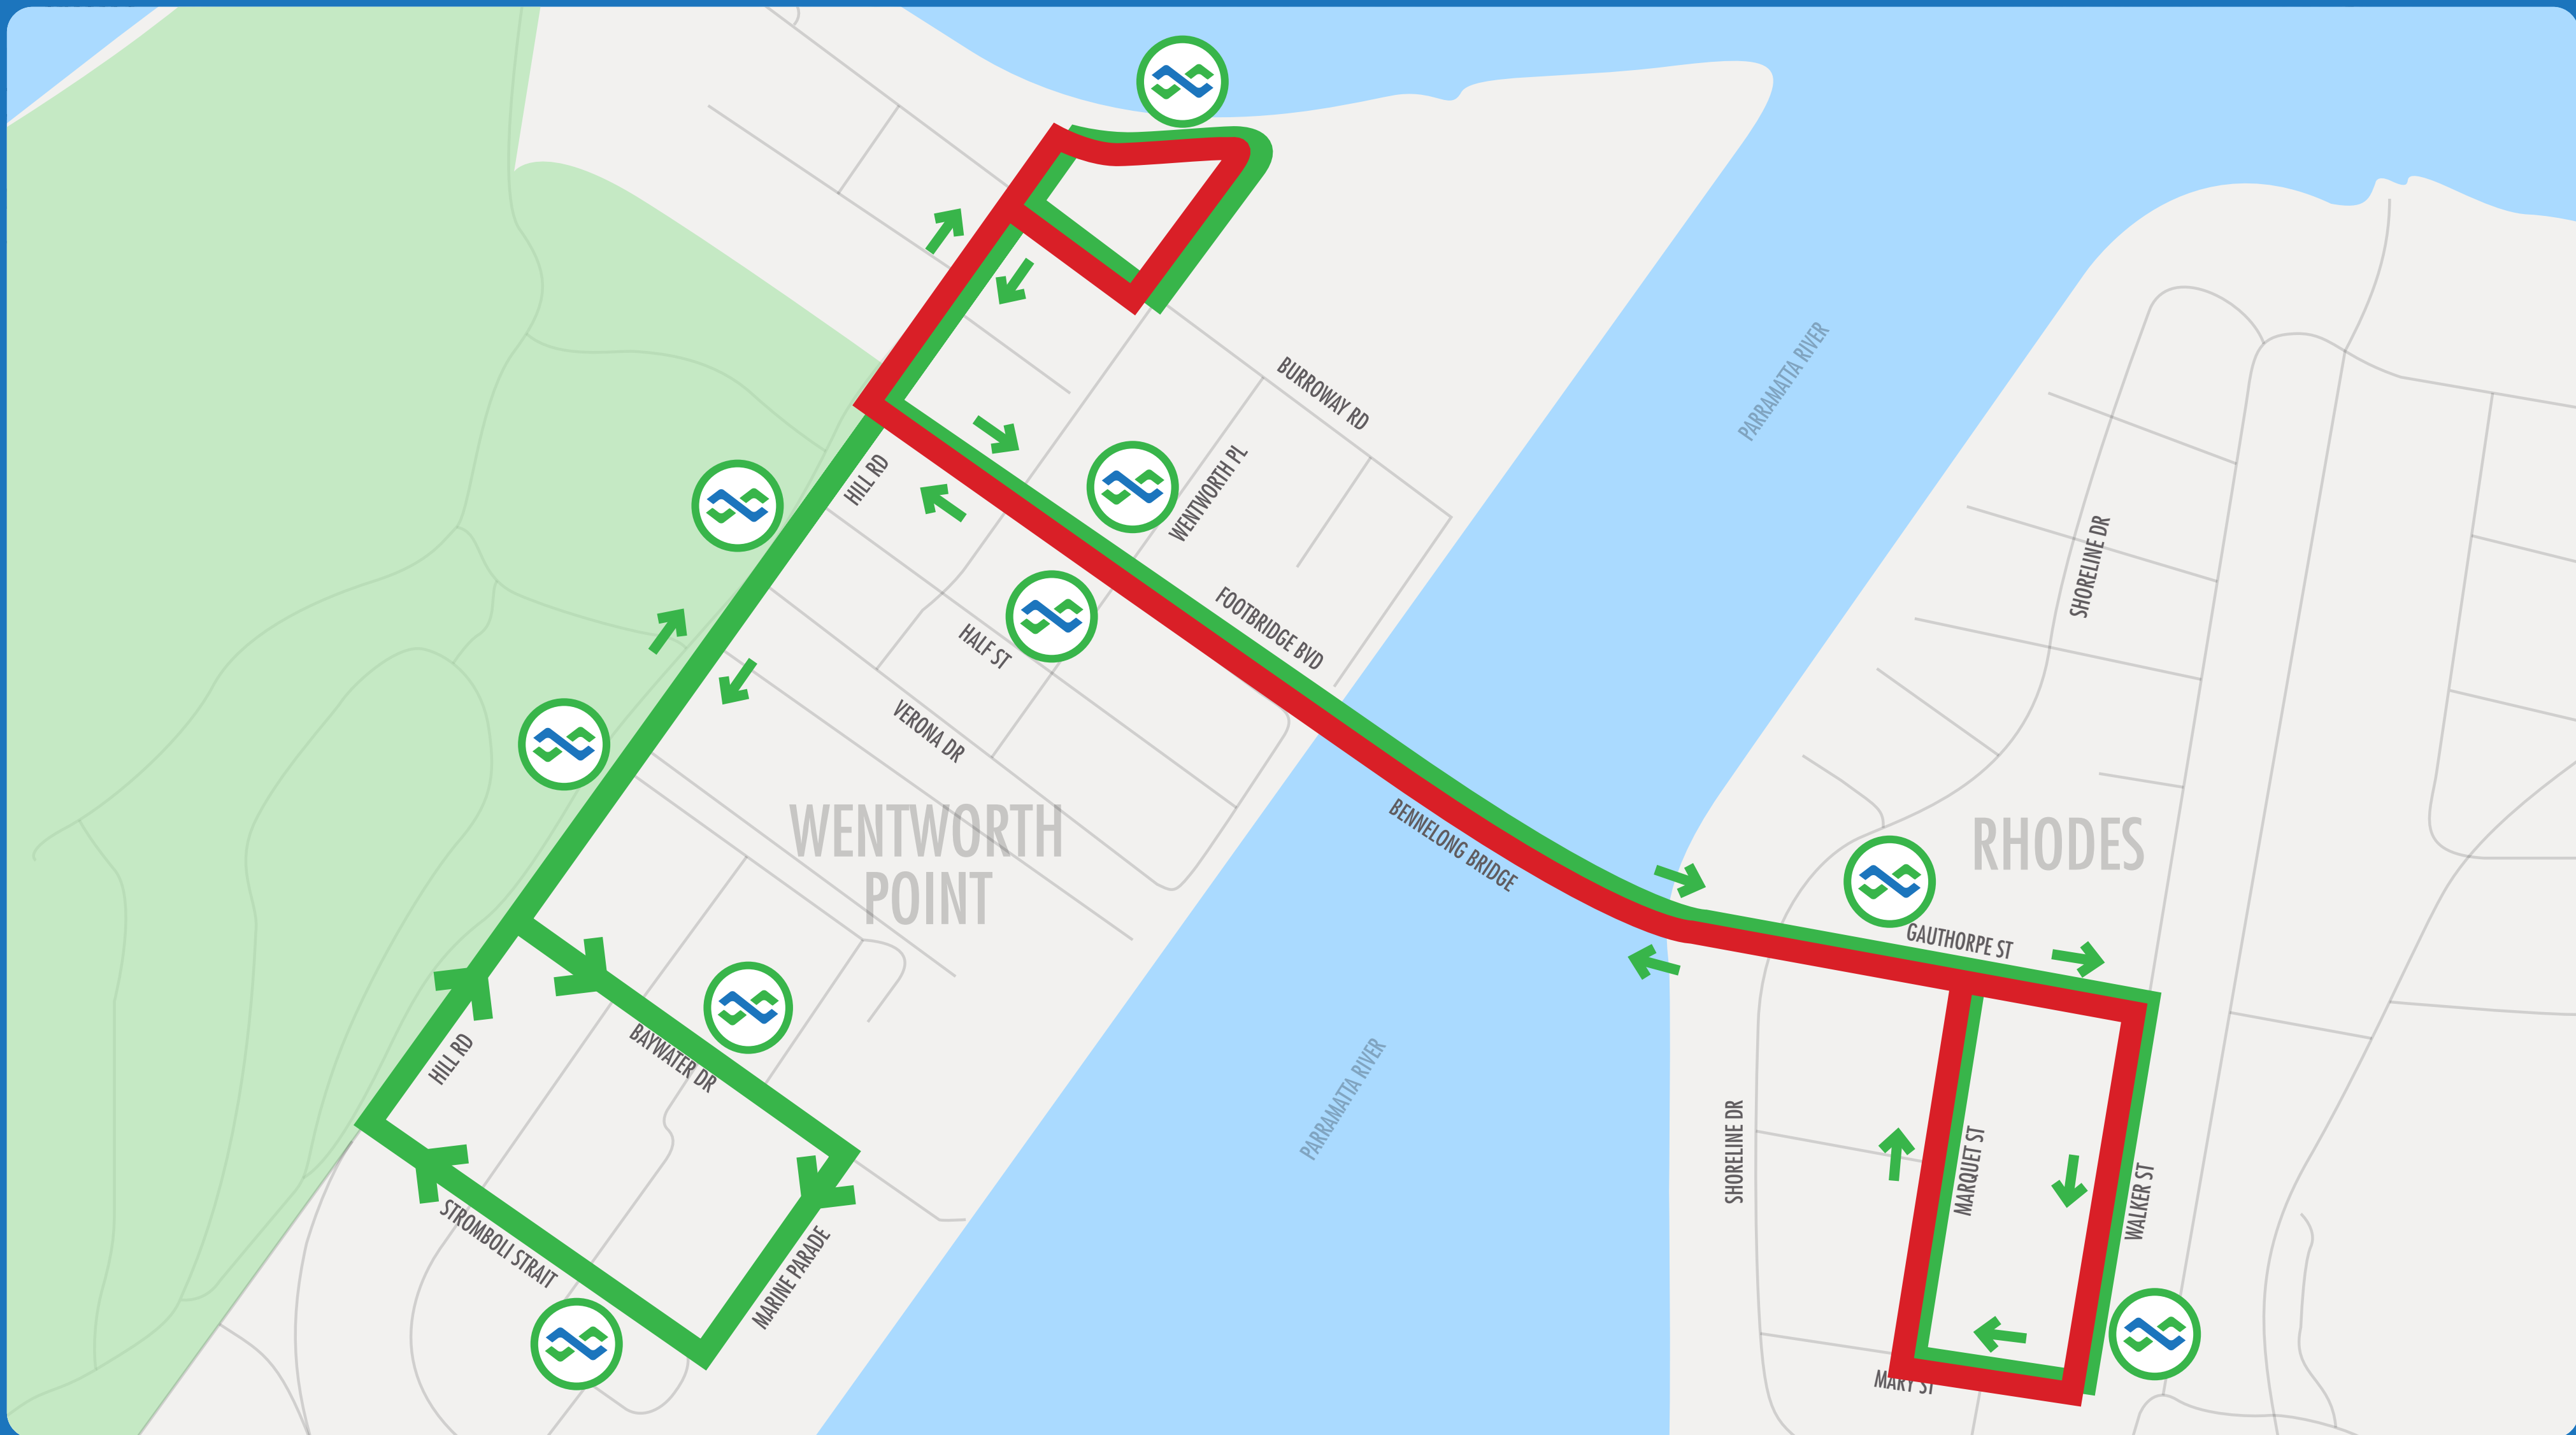 BURROWAY RD
PARRAMATTA RIVER
WENTWORTH PL
HILL RD
SHORELINE DR
FOOTBRIDGE BVD
HALF ST
VERONA DR
WENTWORTH
POINT
BENNELONG BRIDGE
RHODES
GAUTHORPE ST
HILL RD
BAYWATER DR
PARRAMATTA RIVER
SHORELINE DR
MARQUET ST
WALKER ST
STROMBOLI STRAIT
MARINE PARADE
MARY ST